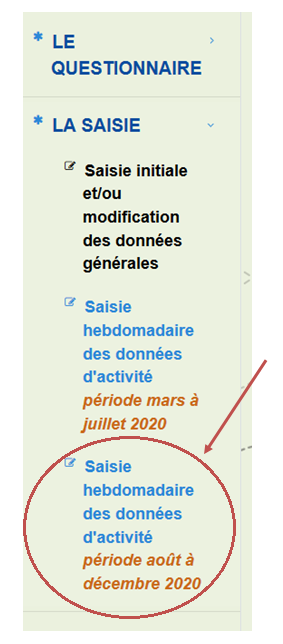 LE
QUESTIONNAIRE
LA SAISIE
Saisie initiale
et/ou
modification
des données
générales
Saisie
hebdomadaire
des données
d'activité
période mars à
juillet 2020
Saisie
hebdomadaire
des données
d'activité
période août à
décembre 2020